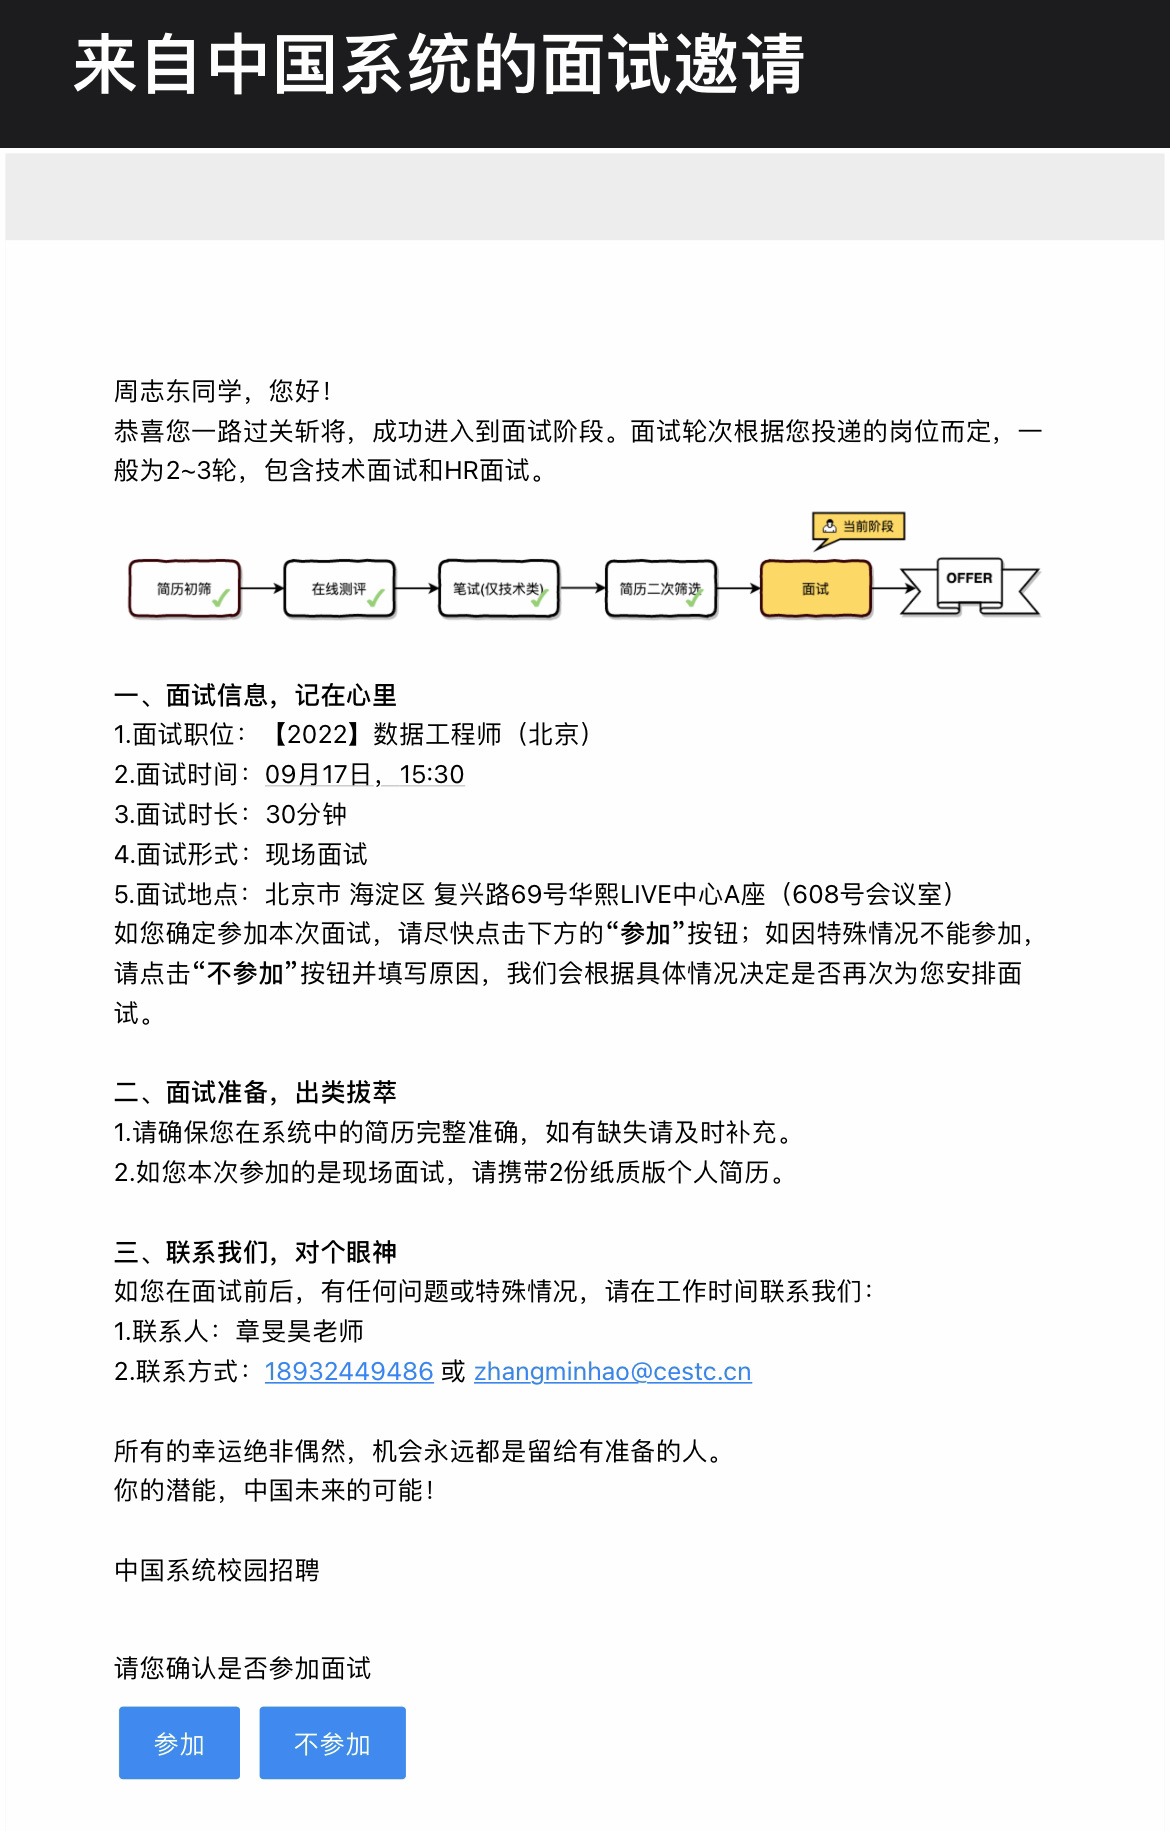 来自中国系统的面试邀请
周志东同学，您好！
恭喜您一路过关斩将，成功进入到面试阶段。面试轮次根据您投递的岗位而定，一
般为2~3轮，包含技术面试和HR面试。
当前阶段
简历初筛
在线测评
笔试(仅技术类)
简历二次筛选
面试
OFFER
一、面试信息，记在心里
1.面试职位：【2022】数据工程师（北京）
2.面试时间：09月17日，15:30
3.面试时长：30分钟
4.面试形式：现场面试
5.面试地点：北京市 海淀区 复兴路69号华熙LIVE中心A座（608号会议室）
如您确定参加本次面试，请尽快点击下方的“参加”按钮；如因特殊情况不能参加，
请点击“不参加”按钮并填写原因，我们会根据具体情况决定是否再次为您安排面
试。
二、面试准备，出类拔萃
1.请确保您在系统中的简历完整准确，如有缺失请及时补充。
2.如您本次参加的是现场面试，请携带2份纸质版个人简历。
三、联系我们，对个眼神
如您在面试前后，有任何问题或特殊情况，请在工作时间联系我们：
1.联系人：章旻昊老师
2.联系方式：18932449486 或 zhangminhao@cestc.cn
所有的幸运绝非偶然，机会永远都是留给有准备的人。
你的潜能，中国未来的可能！
中国系统校园招聘
请您确认是否参加面试
参加
不参加